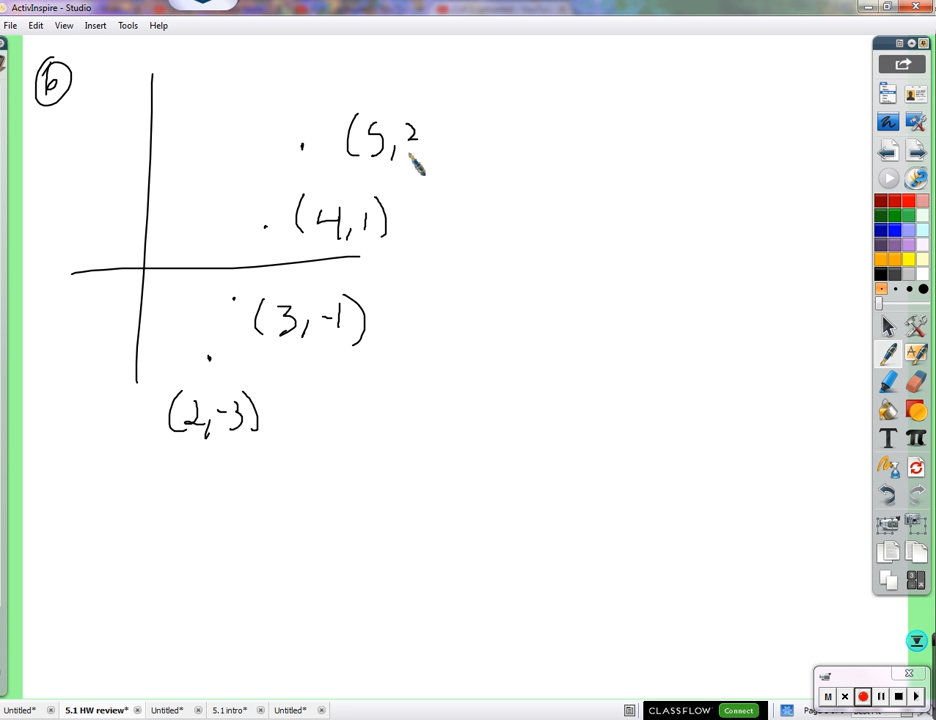 ActivInspire - Studio
File Edit View Insert Tools Help
6
(5, 2
(4, 1)
(3, -1)
(2, -3)
Untitled* 5.1 HW review* Untitled* 5.1 intro* Untitled* CLASSFLOW Connect
M